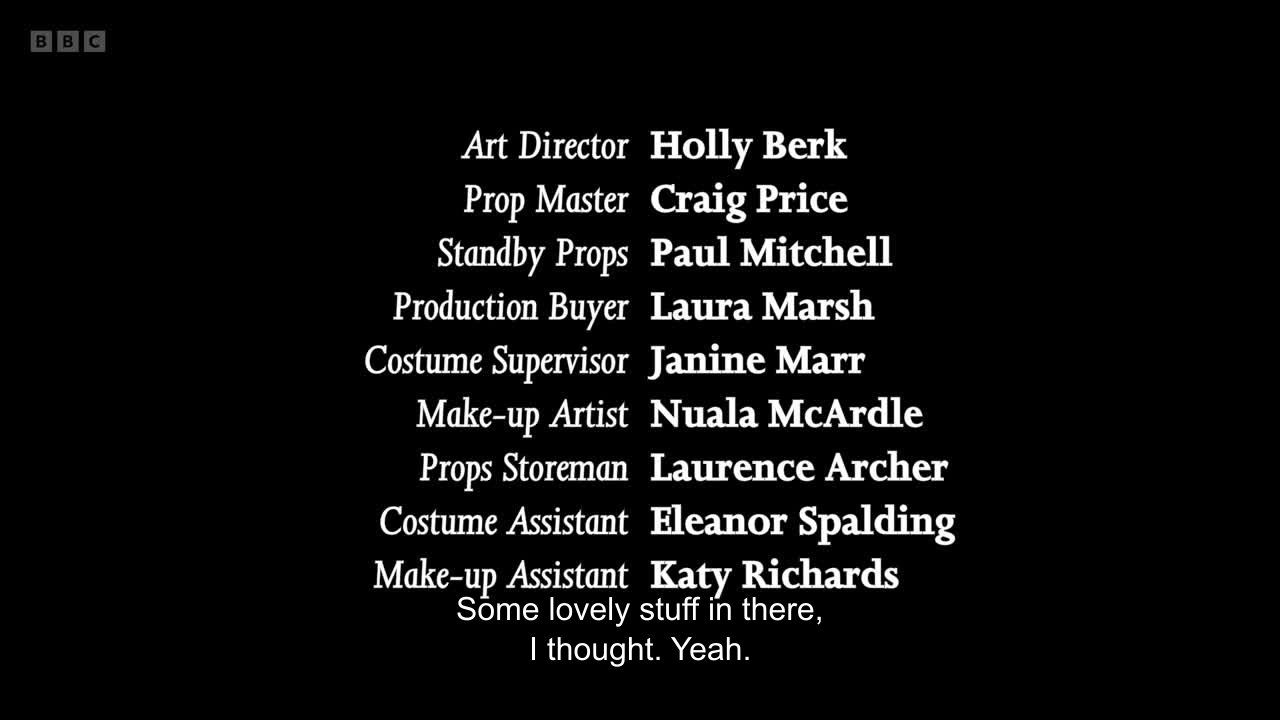 BBC
Art Director Holly Berk
Prop Master Craig Price
Standby Props Paul Mitchell
Production Buyer Laura Marsh
Costume Supervisor Janine Marr
Make-up Artist Nuala McArdle
Props Storeman Laurence Archer
Costume Assistant Eleanor Spalding
Make-up Assistant Katy Richards
Some lovely stuff in there,
I thought. Yeah.